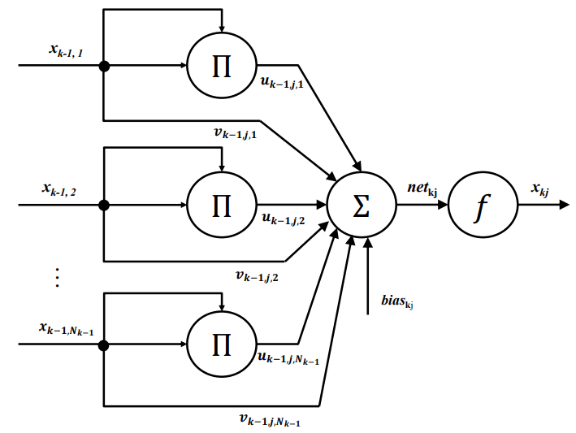 x_{k-1, 1}
∏
u_{k−1,j,1}
v_{k−1,j,1}
x_{k-1, 2}
∏
u_{k−1,j,2}
Σ
net_{kj}
f
x_{kj}
v_{k−1,j,2}
⋮
bias_{kj}
x_{k−1,N_{k−1}}
∏
u_{k−1,j,N_{k−1}}
v_{k−1,j,N_{k−1}}